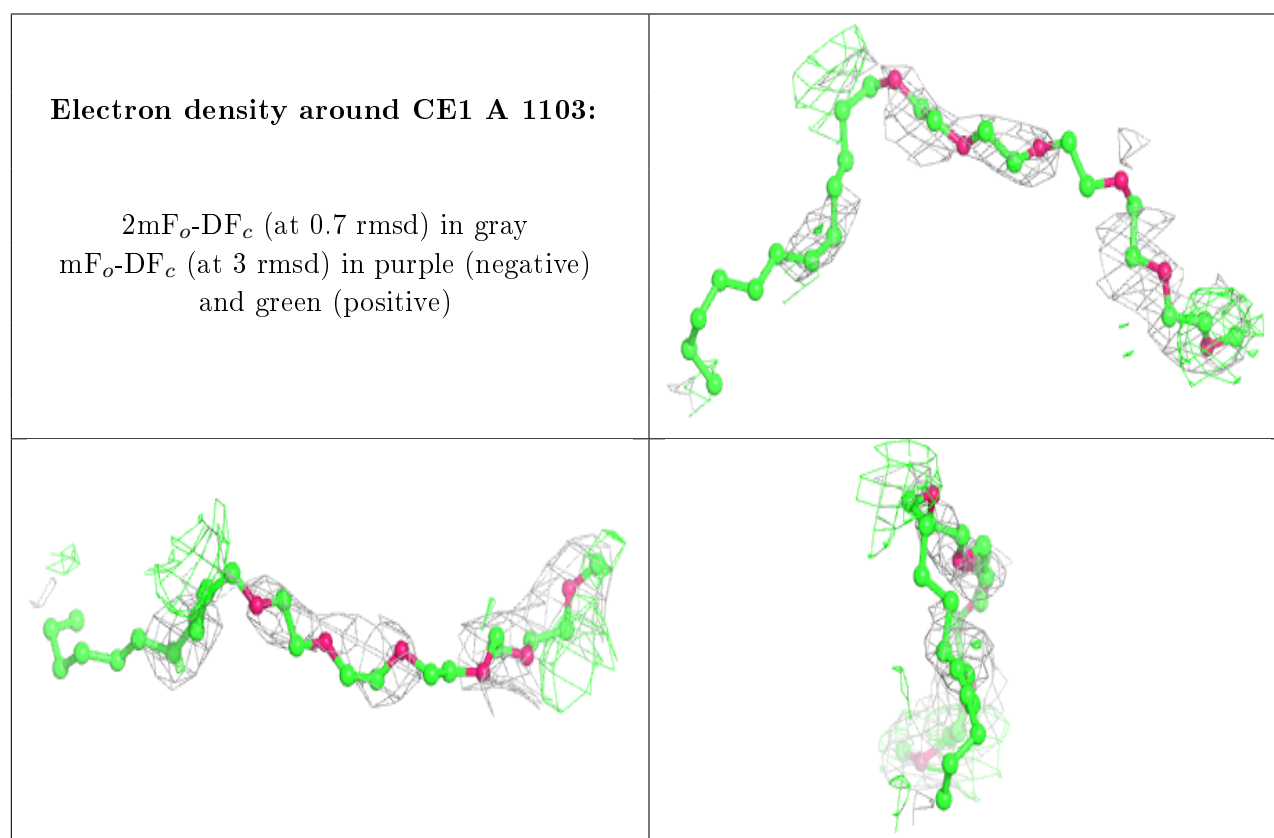 Electron density around CE1 A 1103:
2mFo-DFc (at 0.7 rmsd) in gray
mFo-DFc (at 3 rmsd) in purple (negative)
and green (positive)